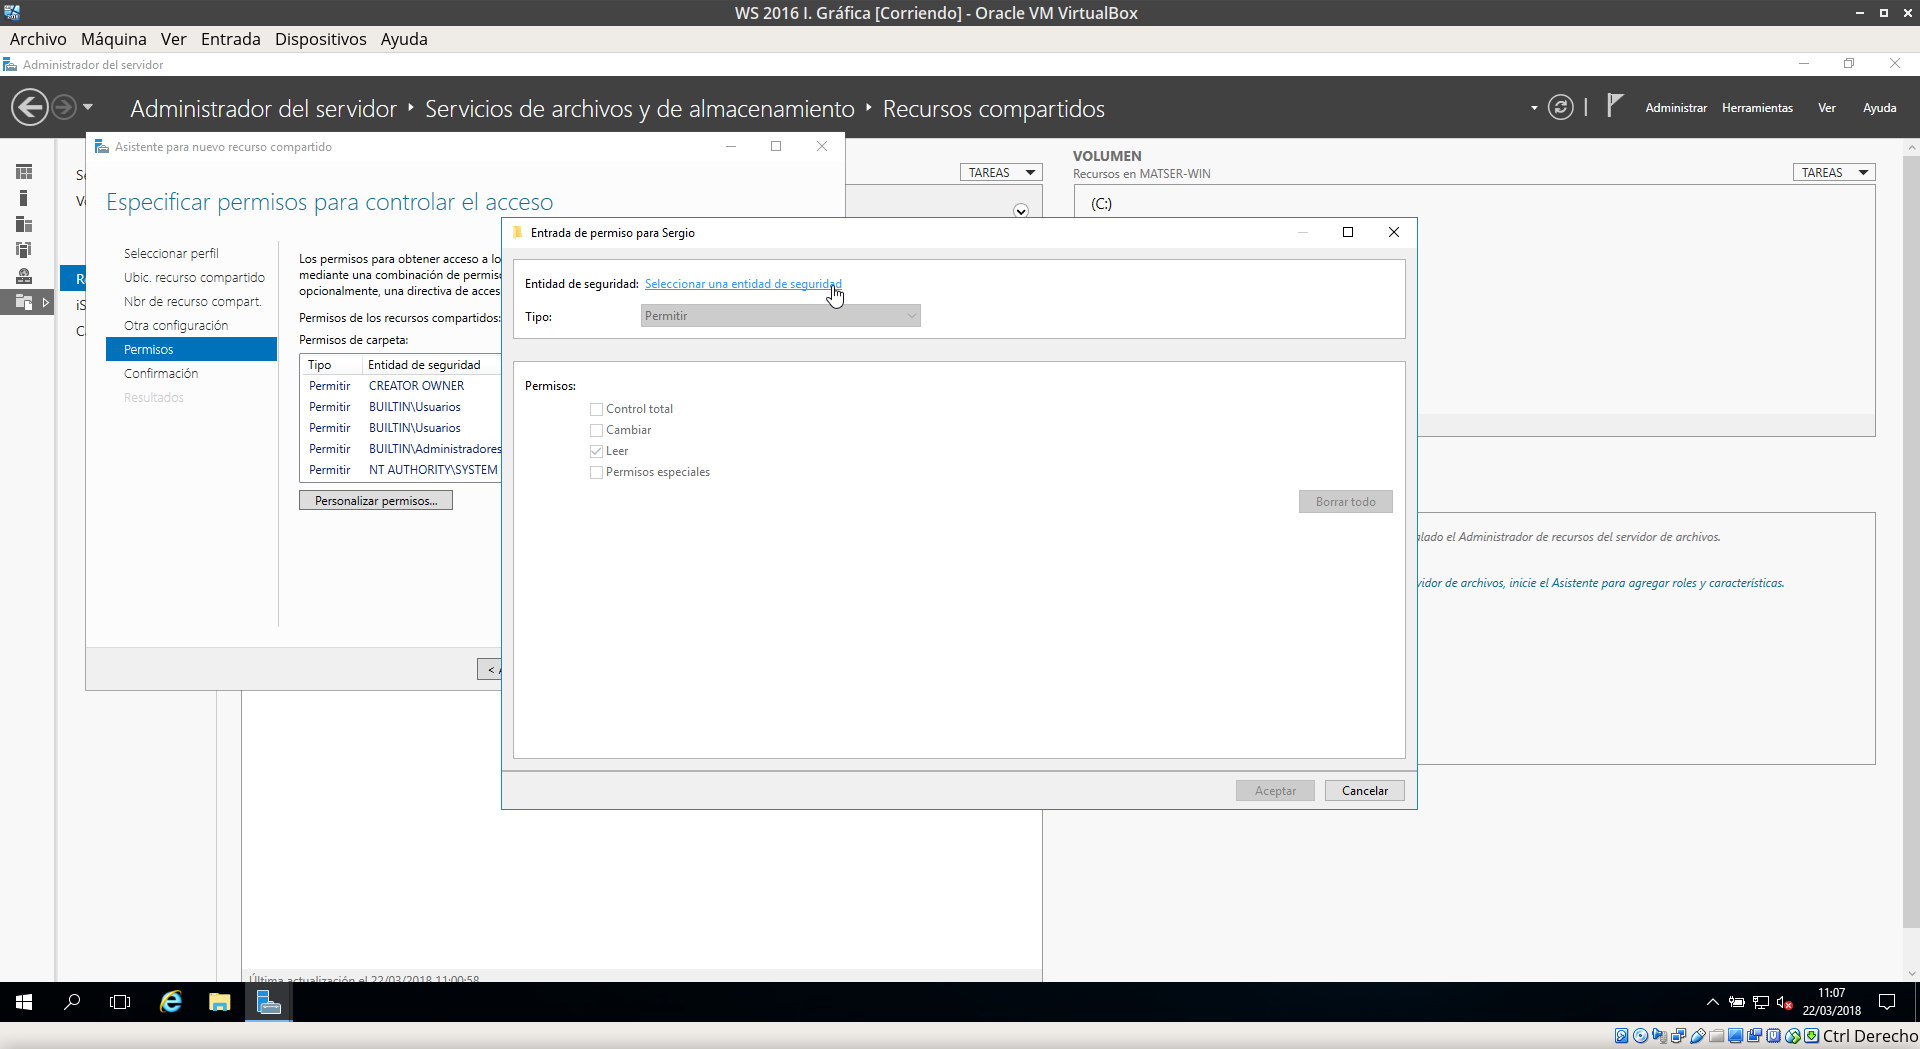 WS 2016 I. Gráfica [Corriendo] - Oracle VM VirtualBox
Archivo Máquina Ver Entrada Dispositivos Ayuda
Administrador del servidor
Administrador del servidor ‣ Servicios de archivos y de almacenamiento ‣ Recursos compartidos
Administrar Herramientas Ver Ayuda
Asistente para nuevo recurso compartido
Especificar permisos para controlar el acceso
Seleccionar perfil
Ubic. recurso compartido
Nbr de recurso compart.
Otra configuración
Permisos
Confirmación
Resultados
Los permisos para obtener acceso a lo
mediante una combinación de permiso
opcionalmente, una directiva de acces
Permisos de los recursos compartidos:
Permisos de carpeta:
Tipo Entidad de seguridad
Permitir CREATOR OWNER
Permitir BUILTIN\Usuarios
Permitir BUILTIN\Usuarios
Permitir BUILTIN\Administradores
Permitir NT AUTHORITY\SYSTEM
Personalizar permisos...
TAREAS
VOLUMEN
Recursos en MATSER-WIN
TAREAS
(C:)
Entrada de permiso para Sergio
Entidad de seguridad: Seleccionar una entidad de seguridad
Tipo: Permitir
Permisos:
Control total
Cambiar
Leer
Permisos especiales
Borrar todo
Aceptar Cancelar
alado el Administrador de recursos del servidor de archivos.
vidor de archivos, inicie el Asistente para agregar roles y características.
Última actualización el 22/03/2018 11:00:58
11:07
22/03/2018
Ctrl Derecho